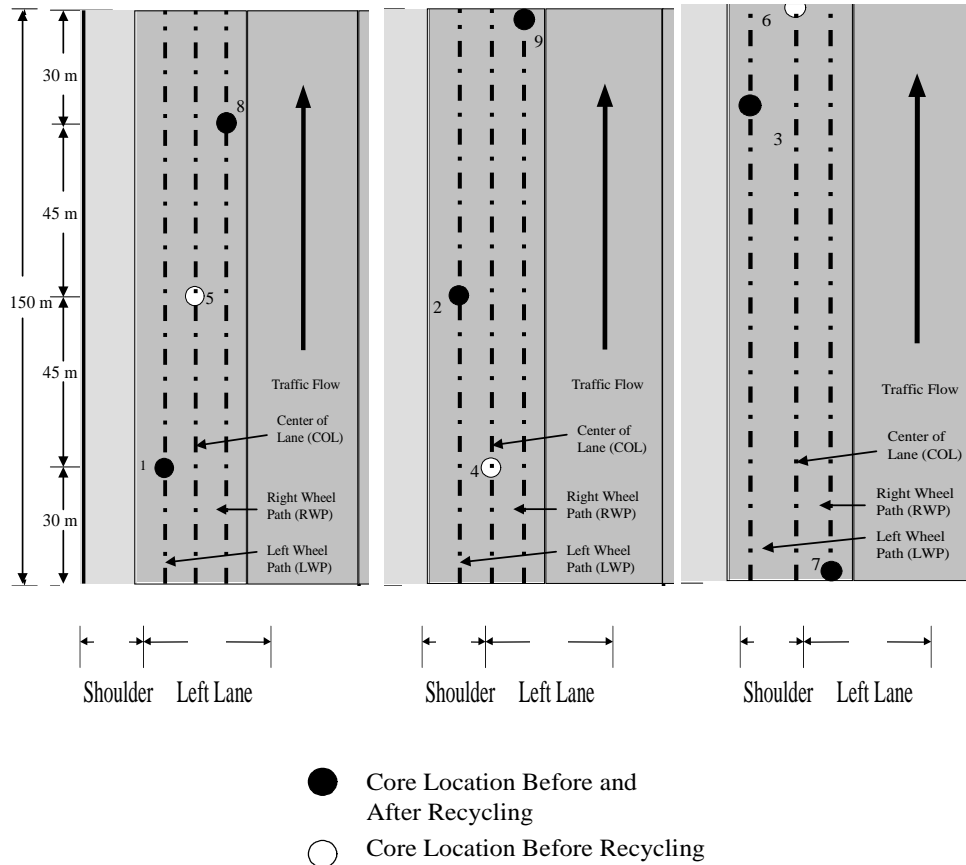 30 m
45 m
150 m
45 m
30 m
8
5
1
Traffic Flow
Center of
Lane (COL)
Right Wheel
Path (RWP)
Left Wheel
Path (LWP)
Shoulder Left Lane
9
2
4
Traffic Flow
Center of
Lane (COL)
Right Wheel
Path (RWP)
Left Wheel
Path (LWP)
Shoulder Left Lane
6
3
7
Traffic Flow
Center of
Lane (COL)
Right Wheel
Path (RWP)
Left Wheel
Path (LWP)
Shoulder Left Lane
Core Location Before and
After Recycling
Core Location Before Recycling